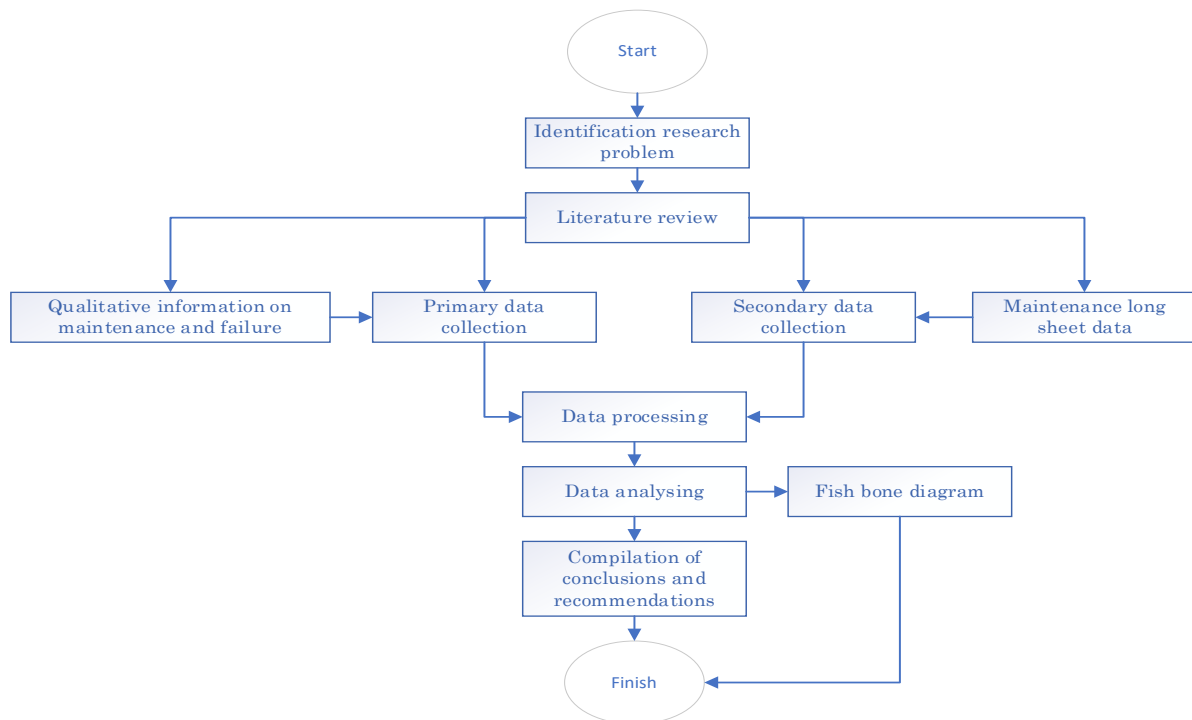 Start
Identification research
problem
Literature review
Qualitative information on
maintenance and failure
Primary data
collection
Secondary data
collection
Maintenance long
sheet data
Data processing
Data analysing
Fish bone diagram
Compilation of
conclusions and
recommendations
Finish